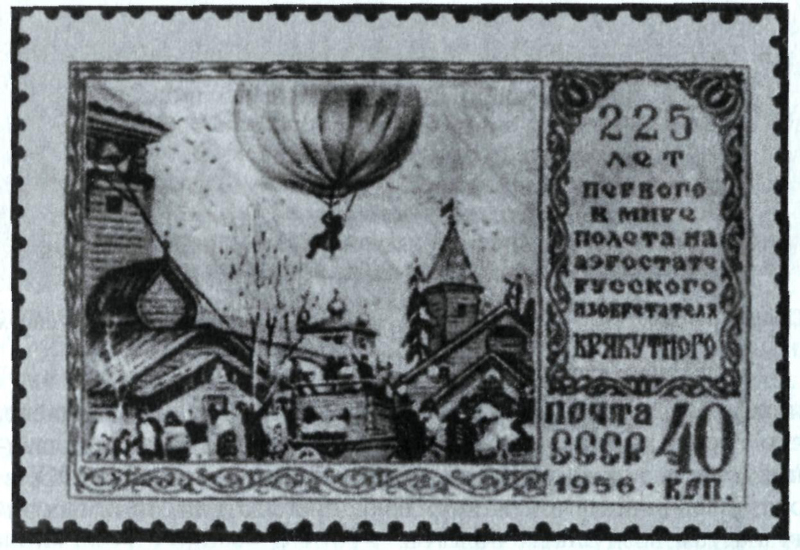 225
ЛЕТ
ПЕРВОГО
В МИРЕ
ПОЛЕТА НА
АЭРОСТАТЕ
РУССКОГО
ИЗОБРЕТАТЕЛЯ
КРЯКУТНОГО
ПОЧТА
СССР
40
1956 · КОП.